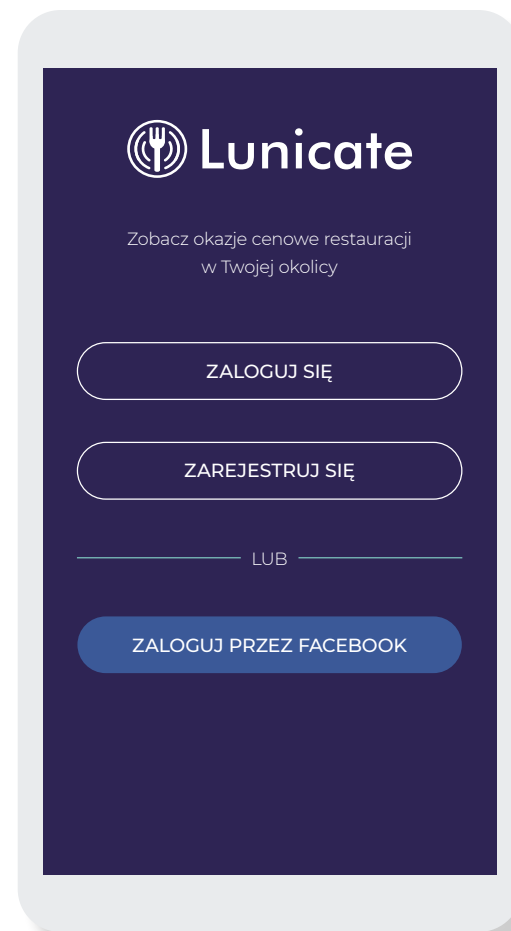 Lunicate
Zobacz okazje cenowe restauracji
w Twojej okolicy
ZALOGUJ SIĘ
ZAREJESTRUJ SIĘ
LUB
ZALOGUJ PRZEZ FACEBOOK